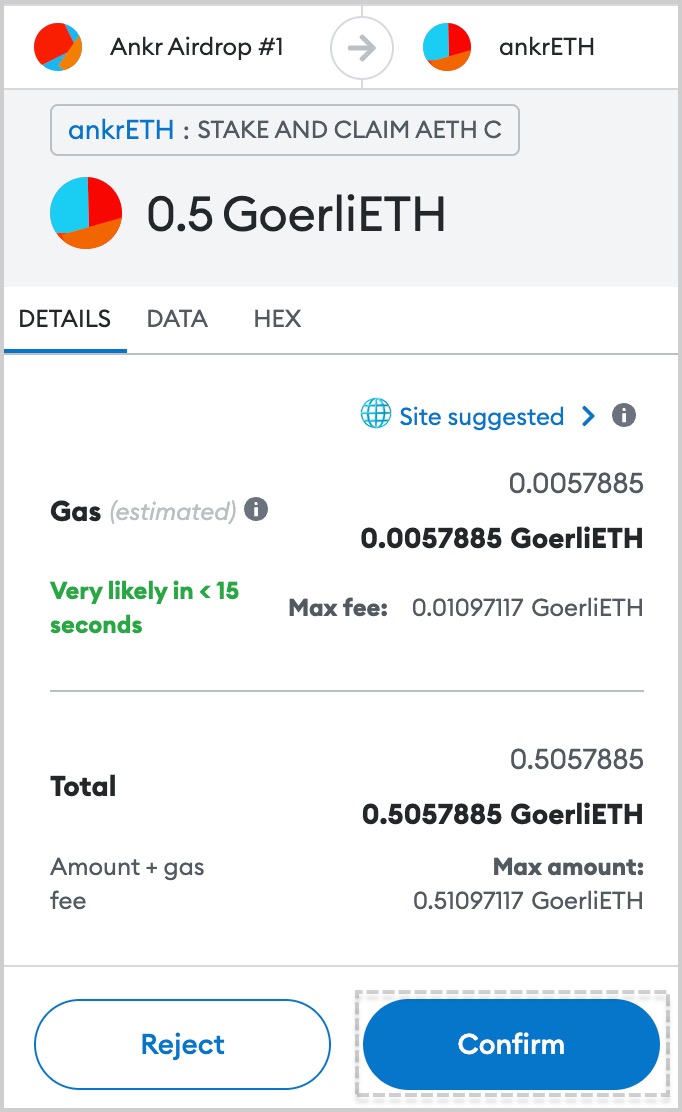 Ankr Airdrop #1
ankrETH
ankrETH : STAKE AND CLAIM AETH C
0.5 GoerliETH
DETAILS DATA HEX
Site suggested
0.0057885
Gas (estimated)
0.0057885 GoerliETH
Very likely in < 15
seconds
Max fee: 0.01097117 GoerliETH
0.5057885
Total
0.5057885 GoerliETH
Amount + gas
fee
Max amount:
0.51097117 GoerliETH
Reject
Confirm